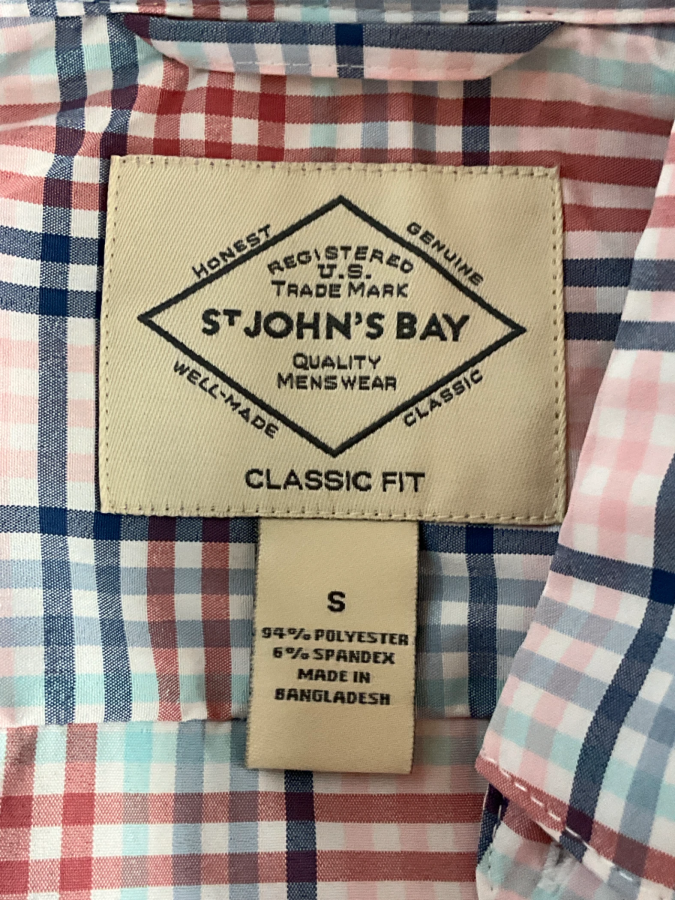 HONEST
GENUINE
REGISTERED
U.S.
TRADE MARK
ST JOHN'S BAY
QUALITY
MENSWEAR
WELL-MADE
CLASSIC
CLASSIC FIT
S
94% POLYESTER
6% SPANDEX
MADE IN
BANGLADESH